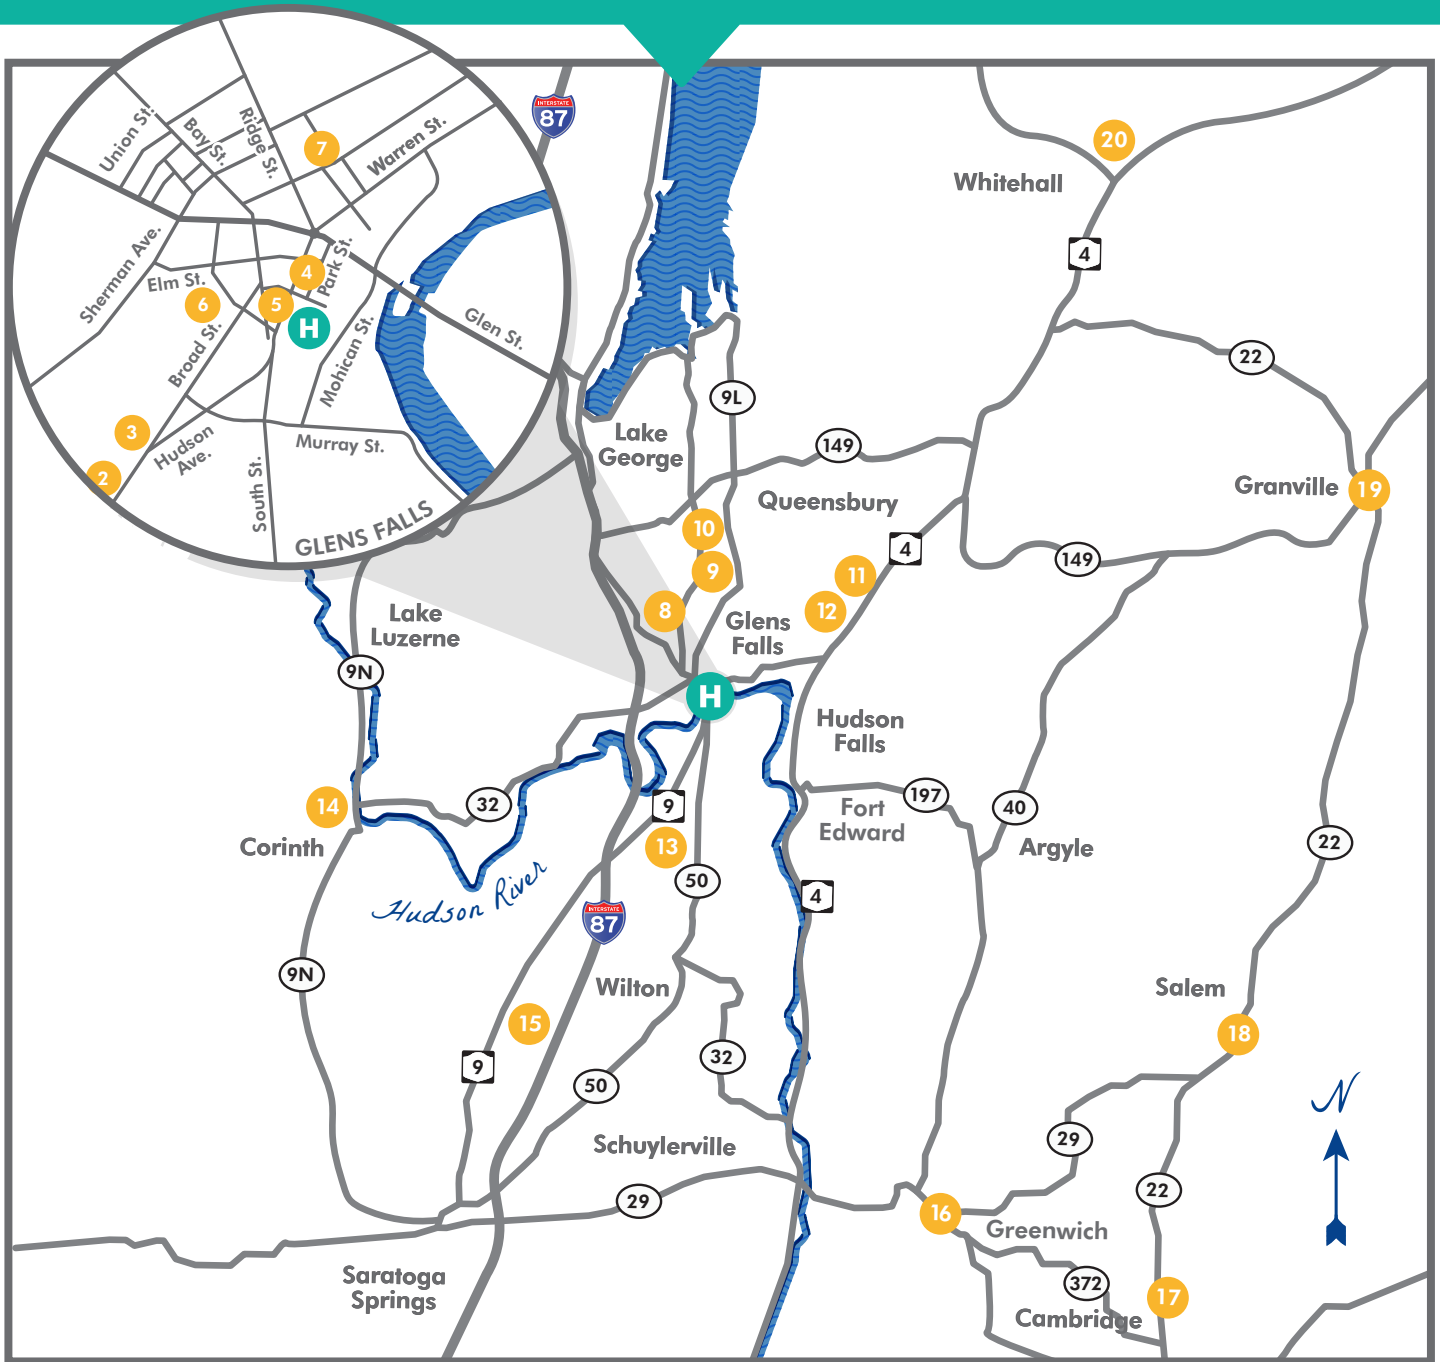 INTERSTATE
87
Union St.
Bay St.
Ridge St.
7
Warren St.
20
Whitehall
4
Sherman Ave.
Elm St.
6
5
4
Park St.
H
Broad St.
Mohican St.
Glen St.
22
9L
3
2
Hudson
Ave.
Murray St.
South St.
GLENS FALLS
Lake
George
149
Queensbury
Granville
19
10
9
8
4
11
12
149
Glens
Falls
Lake
Luzerne
9N
H
Hudson
Falls
14
Corinth
32
9
13
50
Fort
Edward
197
40
Argyle
22
Hudson River
INTERSTATE
87
4
9N
Wilton
15
Salem
18
9
50
32
N
Schuylerville
29
29
22
16
Greenwich
Saratoga
Springs
372
17
Cambridge